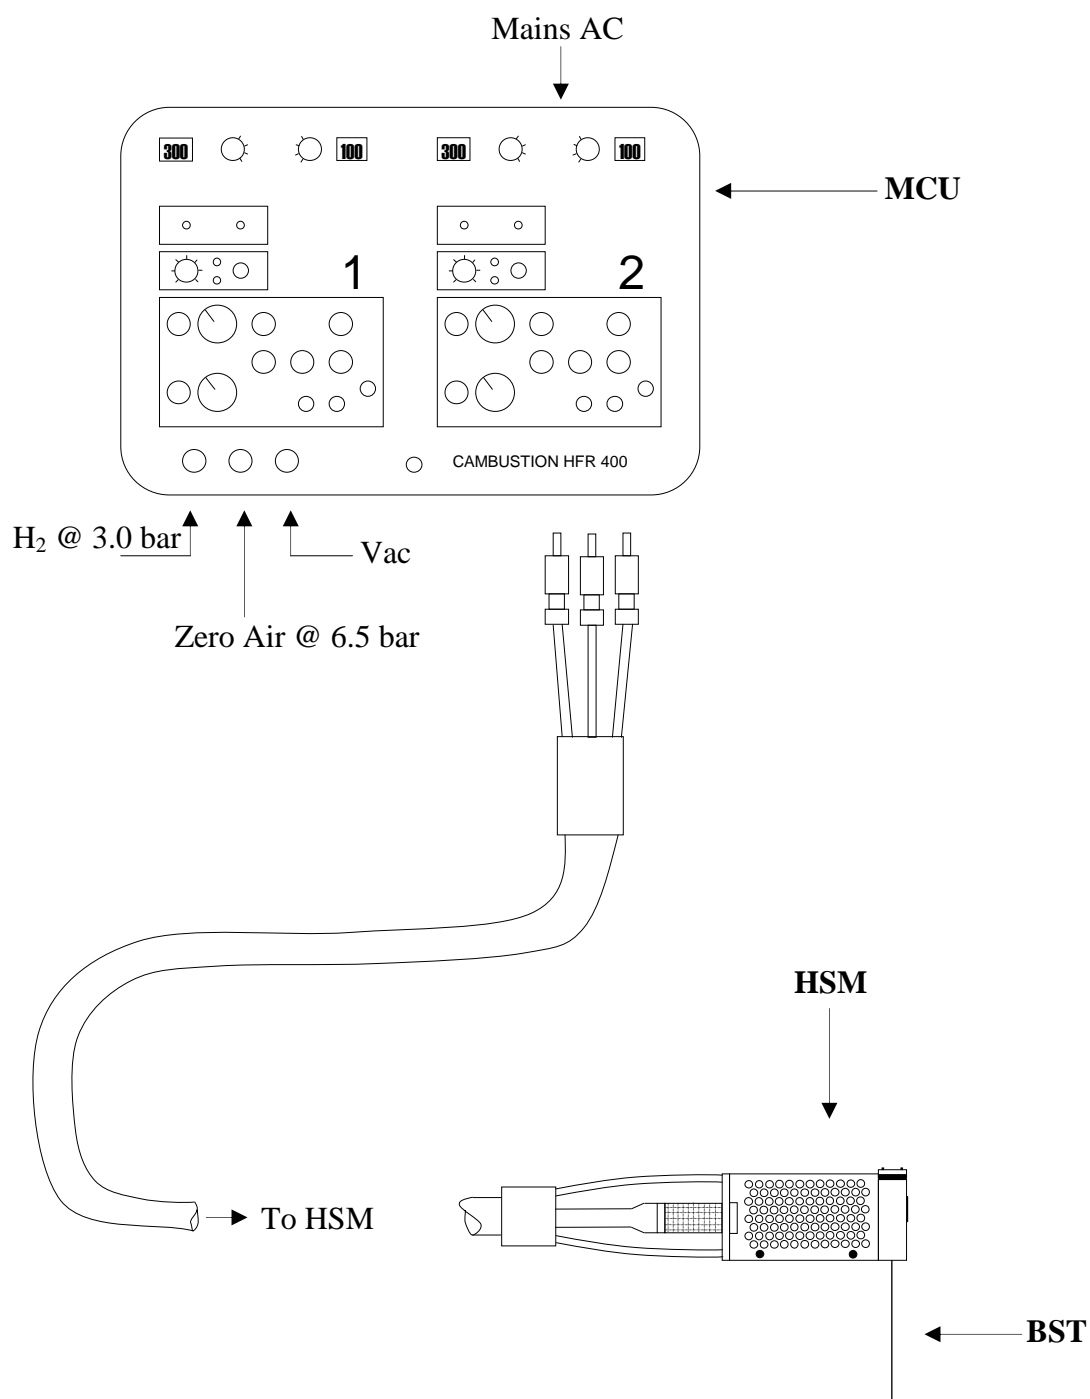 Mains AC
300 100 300 100
MCU
1 2
CAMBUSTION HFR 400
H₂ @ 3.0 bar
Vac
Zero Air @ 6.5 bar
HSM
To HSM
BST